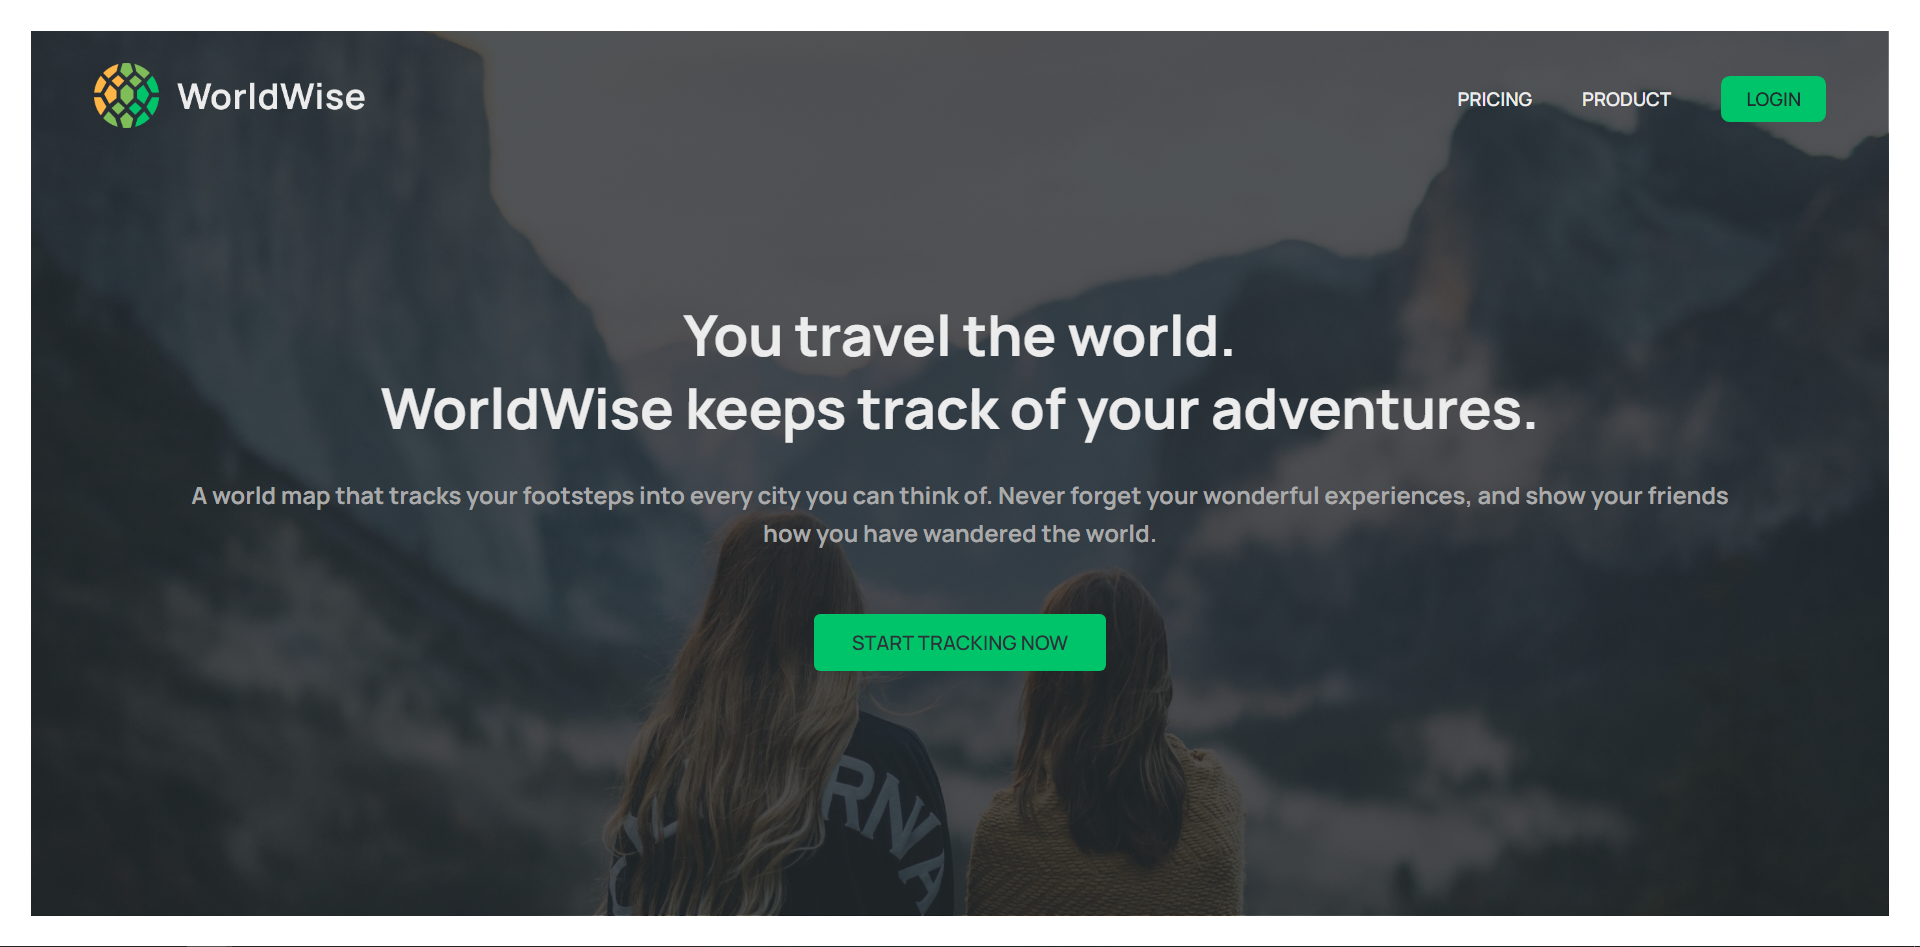 WorldWise
PRICING
PRODUCT
LOGIN
You travel the world.
WorldWise keeps track of your adventures.
A world map that tracks your footsteps into every city you can think of. Never forget your wonderful experiences, and show your friends
how you have wandered the world.
START TRACKING NOW